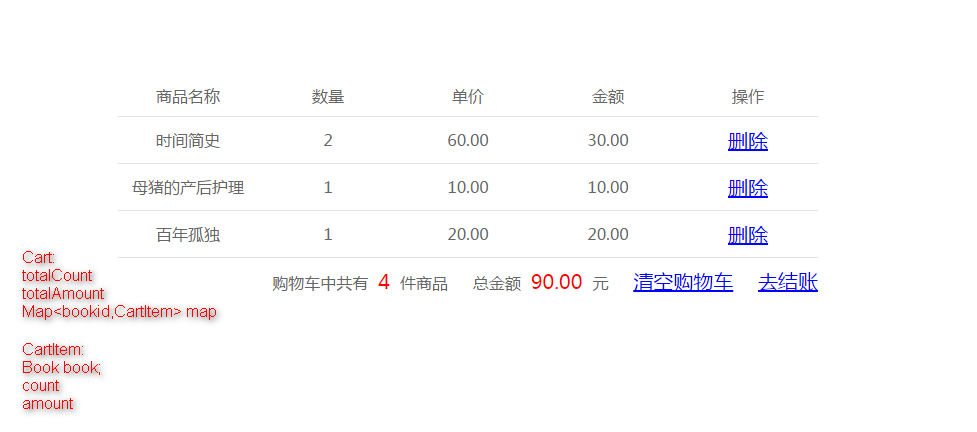 商品名称 数量 单价 金额 操作
时间简史 2 60.00 30.00 删除
母猪的产后护理 1 10.00 10.00 删除
百年孤独 1 20.00 20.00 删除
购物车中共有 4 件商品 总金额 90.00 元 清空购物车 去结账
Cart:
totalCount
totalAmount
Map<bookid,CartItem> map
CartItem:
Book book;
count
amount